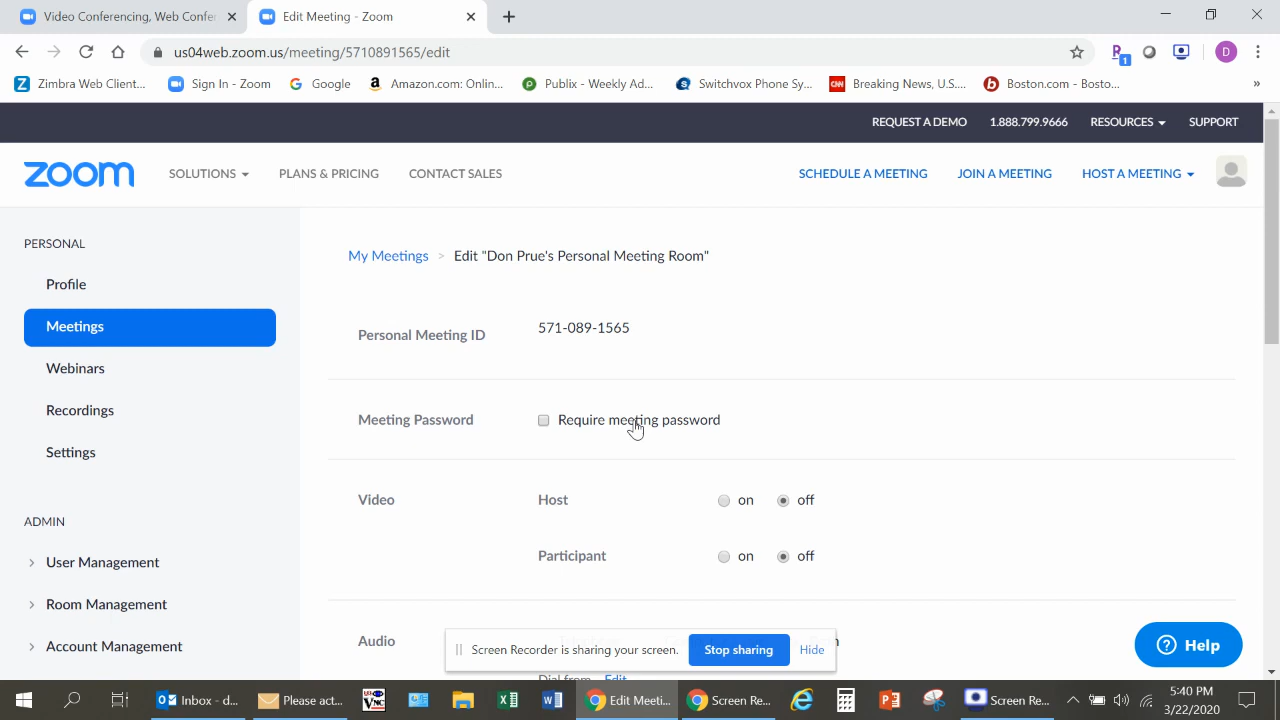 Video Conferencing, Web Confer
Edit Meeting - Zoom
us04web.zoom.us/meeting/5710891565/edit
R 1
D
Z Zimbra Web Client...
Sign In - Zoom
G Google
a Amazon.com: Onlin...
p Publix - Weekly Ad...
S Switchvox Phone Sy...
CNN Breaking News, U.S....
b Boston.com - Bosto...
»
REQUEST A DEMO 1.888.799.9666 RESOURCES SUPPORT
zoom SOLUTIONS PLANS & PRICING CONTACT SALES SCHEDULE A MEETING JOIN A MEETING HOST A MEETING
PERSONAL
Profile
Meetings
Webinars
Recordings
Settings
ADMIN
User Management
Room Management
Account Management
My Meetings > Edit "Don Prue's Personal Meeting Room"
Personal Meeting ID 571-089-1565
Meeting Password Require meeting password
Video Host on off
Participant on off
Audio
Dial from Edit
Screen Recorder is sharing your screen. Stop sharing Hide
Help
Inbox - d...
Please act...
Edit Meeti...
Screen Re...
Screen Re...
5:40 PM
3/22/2020